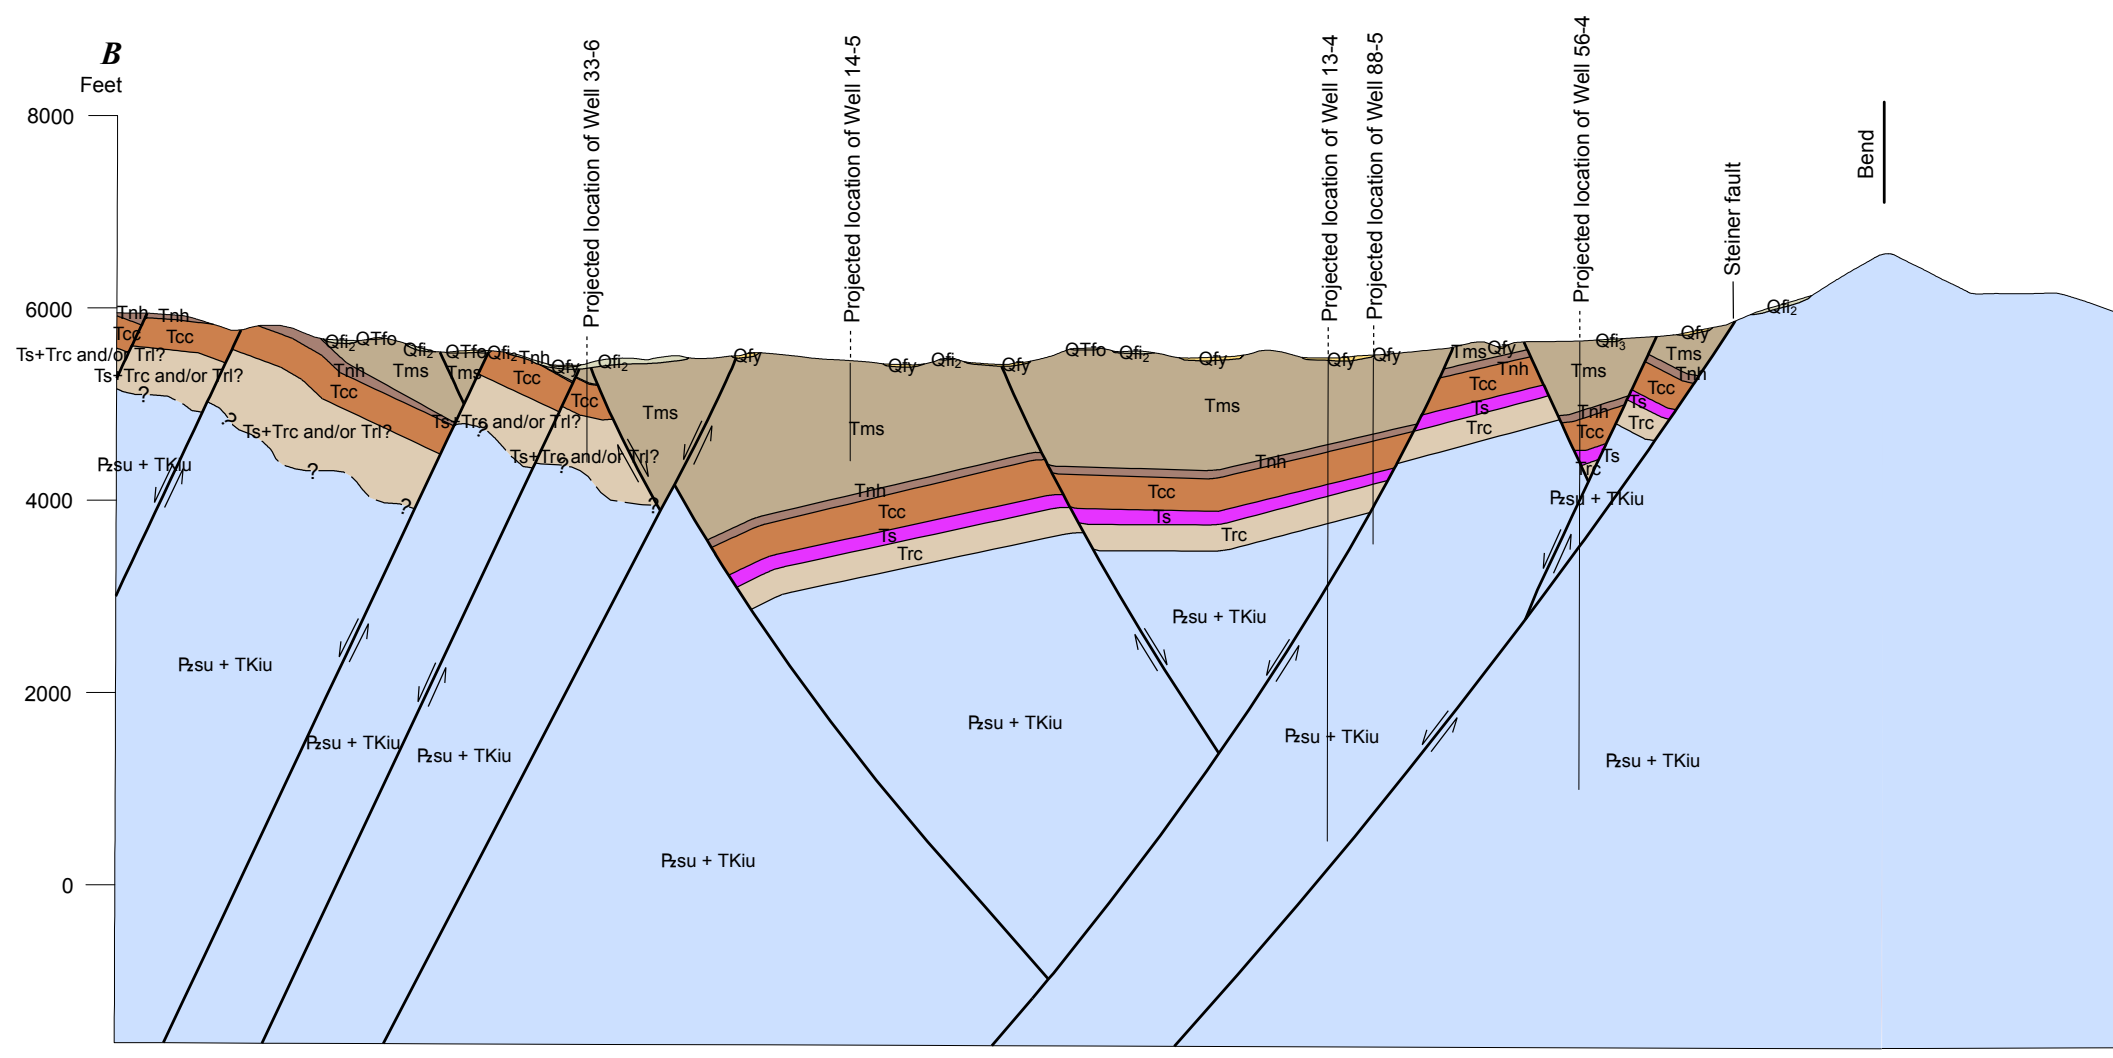 B
Feet
8000
6000
4000
2000
0
Projected location of Well 33-6
Projected location of Well 14-5
Projected location of Well 13-4
Projected location of Well 88-5
Projected location of Well 56-4
Steiner fault
Bend
Tnh
Tnh
Tcc
Tcc
Ts+Trc and/or Trl?
Ts+Trc and/or Trl?
?
?
Ts+Trc and/or Trl?
?
?
Qfi2
QTfo
Qfi2
Tnh
Tms
Tcc
QTfo
Tms
Qfi2
Tnh
Tcc
Qfy
Qfi2
Tcc
Ts+Trc and/or Trl?
?
Ts+Trc and/or Trl?
?
?
Tms
Qfy
Tms
Qfy
Qfi2
Qfy
QTfo
Qfi2
Qfy
Qfy
Qfy
Tms
Tnh
Tcc
Ts
Trc
Tnh
Tcc
Ts
Trc
Tms
Qfy
Tnh
Tcc
Ts
Trc
Qfi3
Tms
Tnh
Tcc
Ts
Trc
Qfy
Tms
Tnh
Tcc
Ts
Trc
Qfi2
Pzsu + TKiu
Pzsu + TKiu
Pzsu + TKiu
Pzsu + TKiu
Pzsu + TKiu
Pzsu + TKiu
Pzsu + TKiu
Pzsu + TKiu
Pzsu + TKiu
Pzsu + TKiu